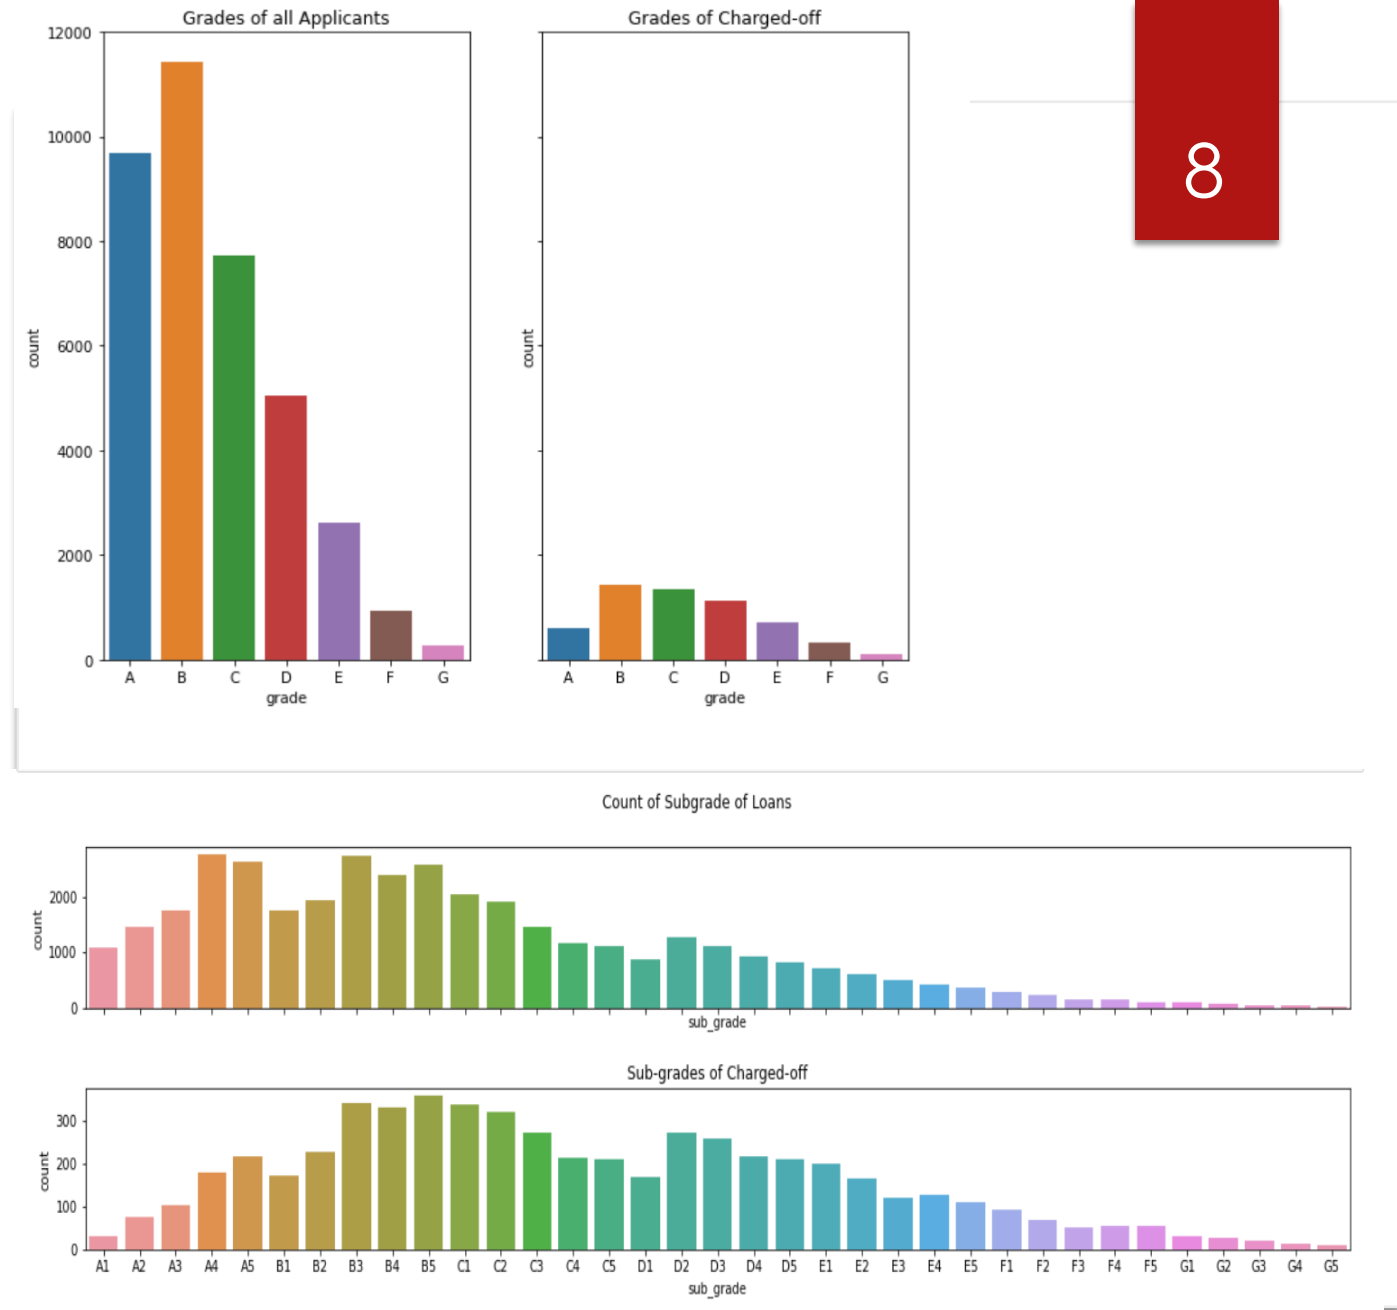 Grades of all Applicants
Grades of Charged-off
8
12000
10000
8000
6000
4000
2000
0
count
count
A B C D E F G
A B C D E F G
grade
grade
Count of Subgrade of Loans
2000
1000
0
count
sub_grade
Sub-grades of Charged-off
300
200
100
0
count
A1 A2 A3 A4 A5 B1 B2 B3 B4 B5 C1 C2 C3 C4 C5 D1 D2 D3 D4 D5 E1 E2 E3 E4 E5 F1 F2 F3 F4 F5 G1 G2 G3 G4 G5
sub_grade